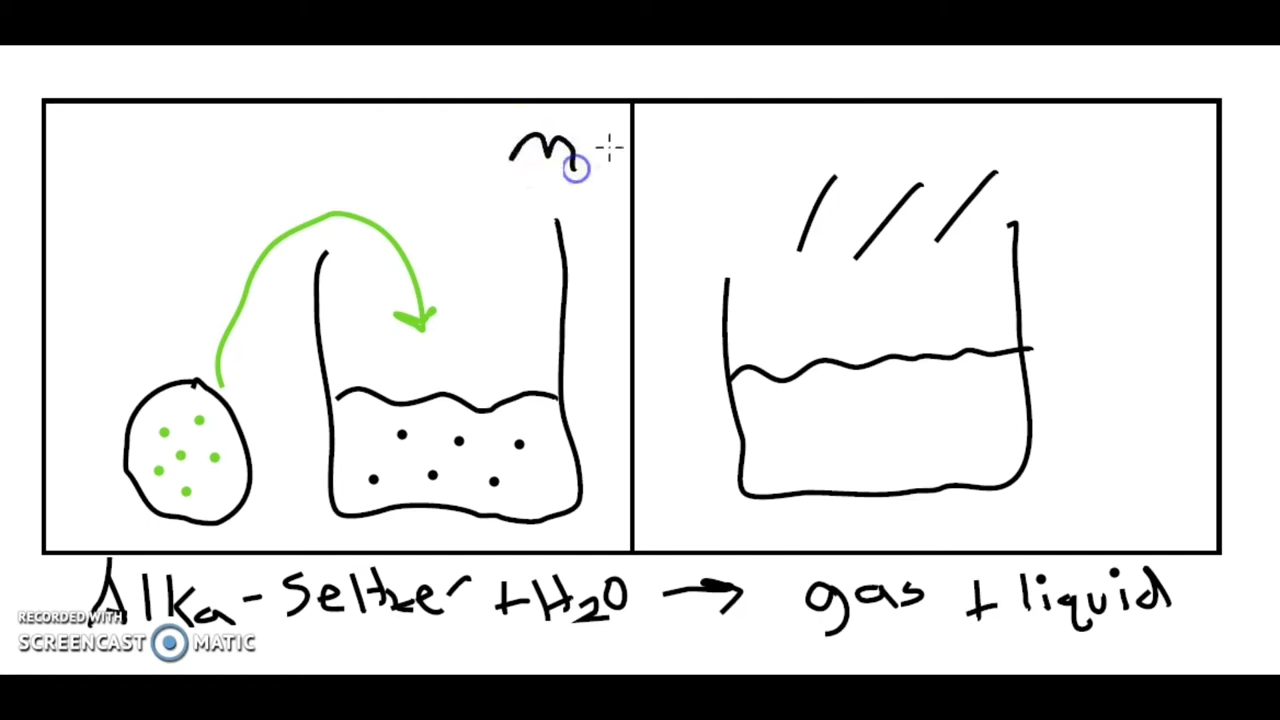 m
Alka-Seltzer + H₂O → gas + liquid
RECORDED WITH
SCREENCAST MATIC